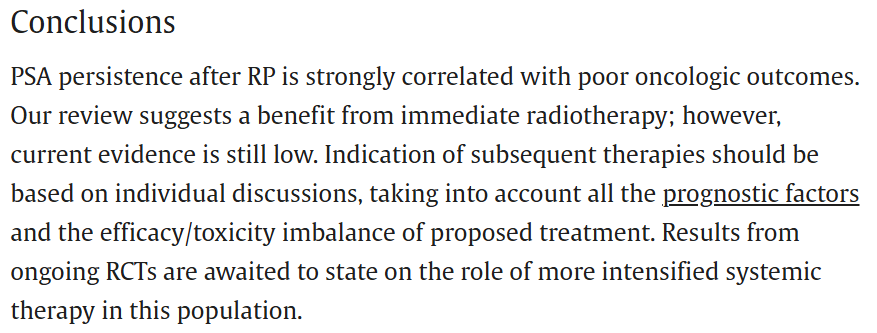 Conclusions
PSA persistence after RP is strongly correlated with poor oncologic outcomes.
Our review suggests a benefit from immediate radiotherapy; however,
current evidence is still low. Indication of subsequent therapies should be
based on individual discussions, taking into account all the prognostic factors
and the efficacy/toxicity imbalance of proposed treatment. Results from
ongoing RCTs are awaited to state on the role of more intensified systemic
therapy in this population.